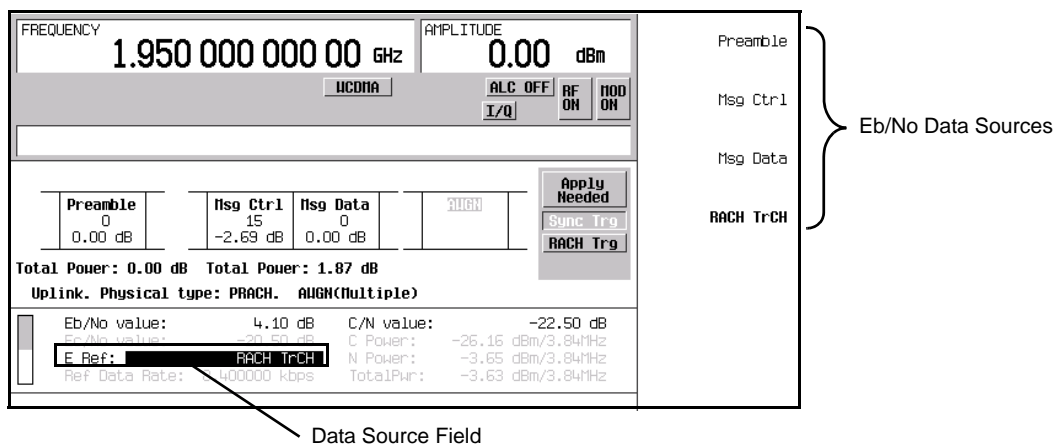 FREQUENCY
1.950 000 000 00 GHz
AMPLITUDE
0.00 dBm
WCDMA
ALC OFF
I/Q
RF ON
MOD ON
Preamble
Msg Ctrl
Msg Data
RACH TrCH
Eb/No Data Sources
Preamble
0
0.00 dB
Msg Ctrl
15
-2.69 dB
Msg Data
0
0.00 dB
AWGN
Apply Needed
Sync Trg
RACH Trg
Total Power: 0.00 dB Total Power: 1.87 dB
Uplink. Physical type: PRACH. AWGN(Multiple)
Eb/No value: 4.10 dB C/N value: -22.50 dB
Ec/No value: -20.50 dB C Power: -26.16 dBm/3.84MHz
E Ref: RACH TrCH N Power: -3.65 dBm/3.84MHz
Ref Data Rate: 400000 kbps TotalPwr: -3.63 dBm/3.84MHz
Data Source Field